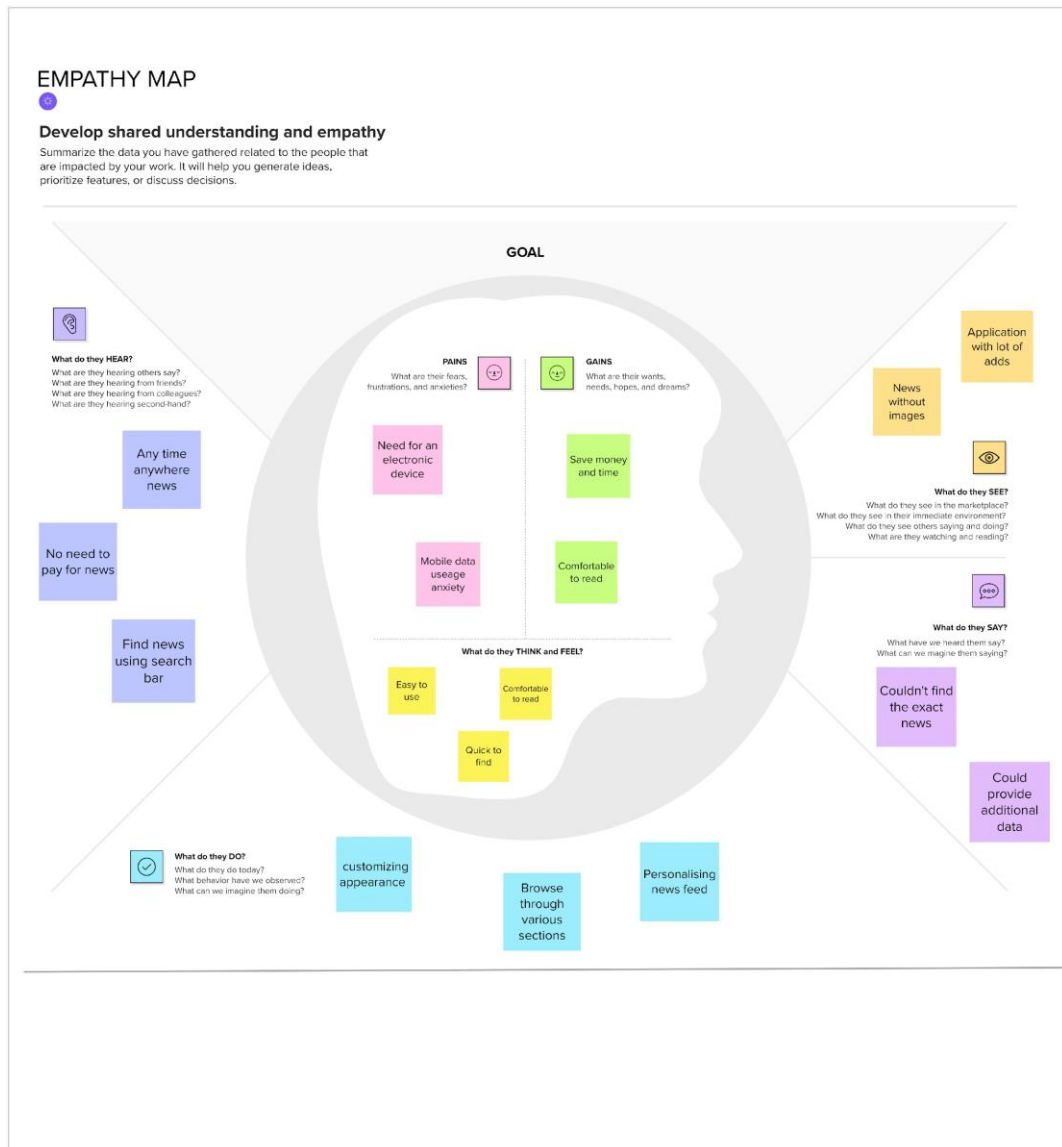 EMPATHY MAP
Develop shared understanding and empathy
Summarize the data you have gathered related to the people that
are impacted by your work. It will help you generate ideas,
prioritize features, or discuss decisions.
GOAL
What do they HEAR?
What are they hearing others say?
What are they hearing from friends?
What are they hearing from colleagues?
What are they hearing second-hand?
Any time
anywhere
news
No need to
pay for news
Find news
using search
bar
PAINS
What are their fears,
frustrations, and anxieties?
Need for an
electronic
device
Mobile data
useage
anxiety
GAINS
What are their wants,
needs, hopes, and dreams?
Save money
and time
Comfortable
to read
What do they THINK and FEEL?
Easy to
use
Comfortable
to read
Quick to
find
Application
with lot of
adds
News
without
images
What do they SEE?
What do they see in the marketplace?
What do they see in their immediate environment?
What do they see others saying and doing?
What are they watching and reading?
What do they SAY?
What have we heard them say?
What can we magine them saying?
Couldn't find
the exact
news
Could
provide
additional
data
What do they DO?
What do they do today?
What behavior have we observed?
What can we imagine them doing?
customizing
appearance
Browse
through
various
sections
Personalising
news feed